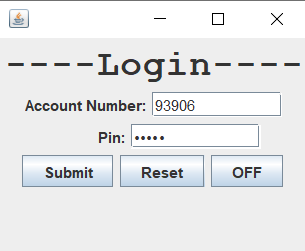 ----Login----
Account Number: 93906
Pin: •••••
Submit Reset OFF